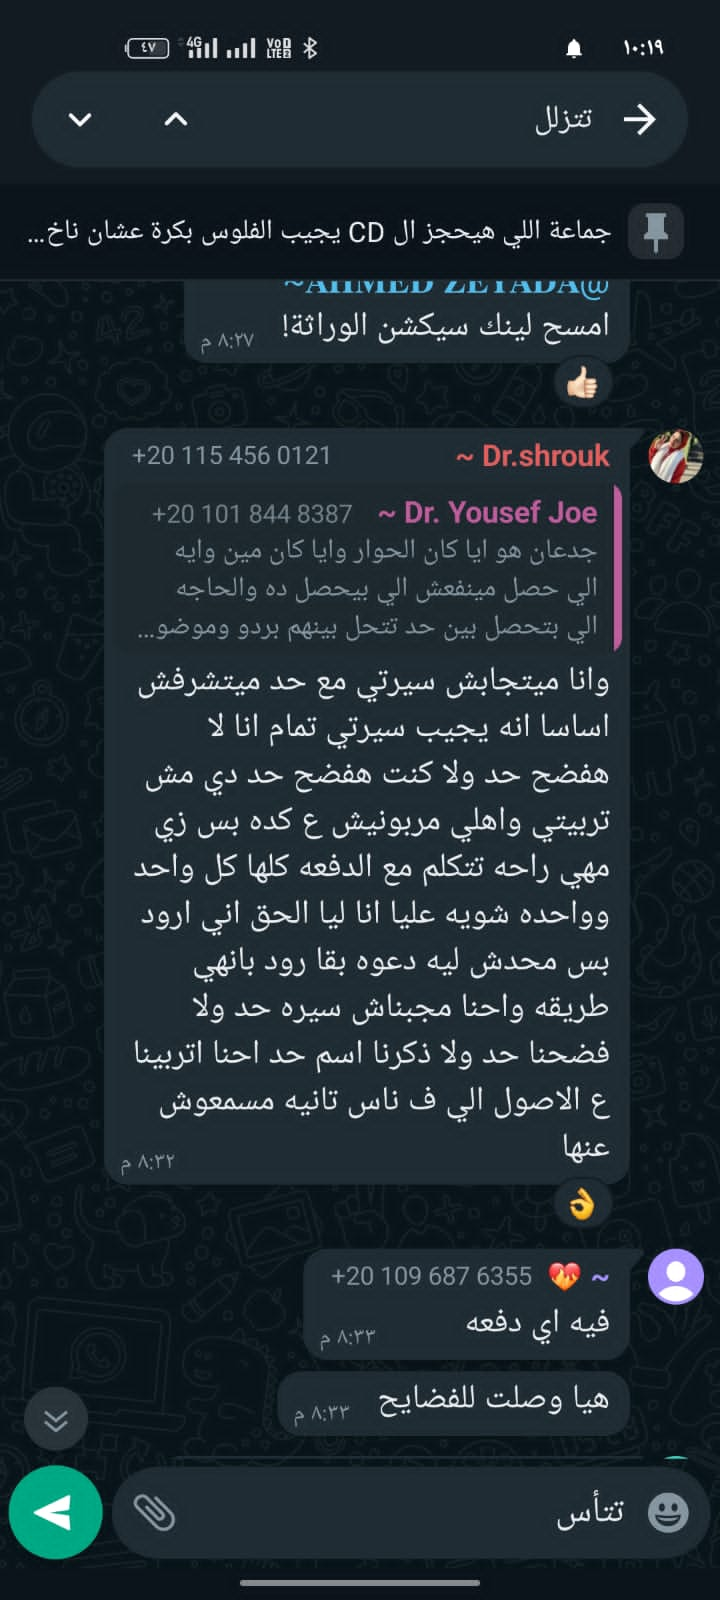 ١٠:١٩
4G
VoD LTE2
٤٧
تتزلل
جماعة اللي هيحجز ال CD يجيب الفلوس بكرة عشان ناخ...
@AHMED ZEYADA~
امسح لينك سيكشن الوراثة!
٨:٢٧ م
~ Dr.shrouk +20 115 456 0121
~ Dr. Yousef Joe +20 101 844 8387
جدعان هو ايا كان الحوار وايا كان مين وايه
الي حصل مينفعش الي بيحصل ده والحاجه
الي بتحصل بين حد تتحل بينهم بردو وموضو...
وانا ميتجابش سيرتي مع حد ميتشرفش
اساسا انه يجيب سيرتي تمام انا لا
هفضح حد ولا كنت هفضح حد دي مش
تربيتي واهلي مربونيش ع كده بس زي
مهي راحه تتكلم مع الدفعه كلها كل واحد
وواحده شويه عليا انا ليا الحق اني ارود
بس محدش ليه دعوه بقا رود بانهي
طريقه واحنا مجبناش سيره حد ولا
فضحنا حد ولا ذكرنا اسم حد احنا اتربينا
ع الاصول الي ف ناس تانيه مسمعوش
عنها
٨:٣٢ م
~ ❤️‍🔥 +20 109 687 6355
فيه اي دفعه
٨:٣٣ م
هيا وصلت للفضايح
٨:٣٣ م
تتأس